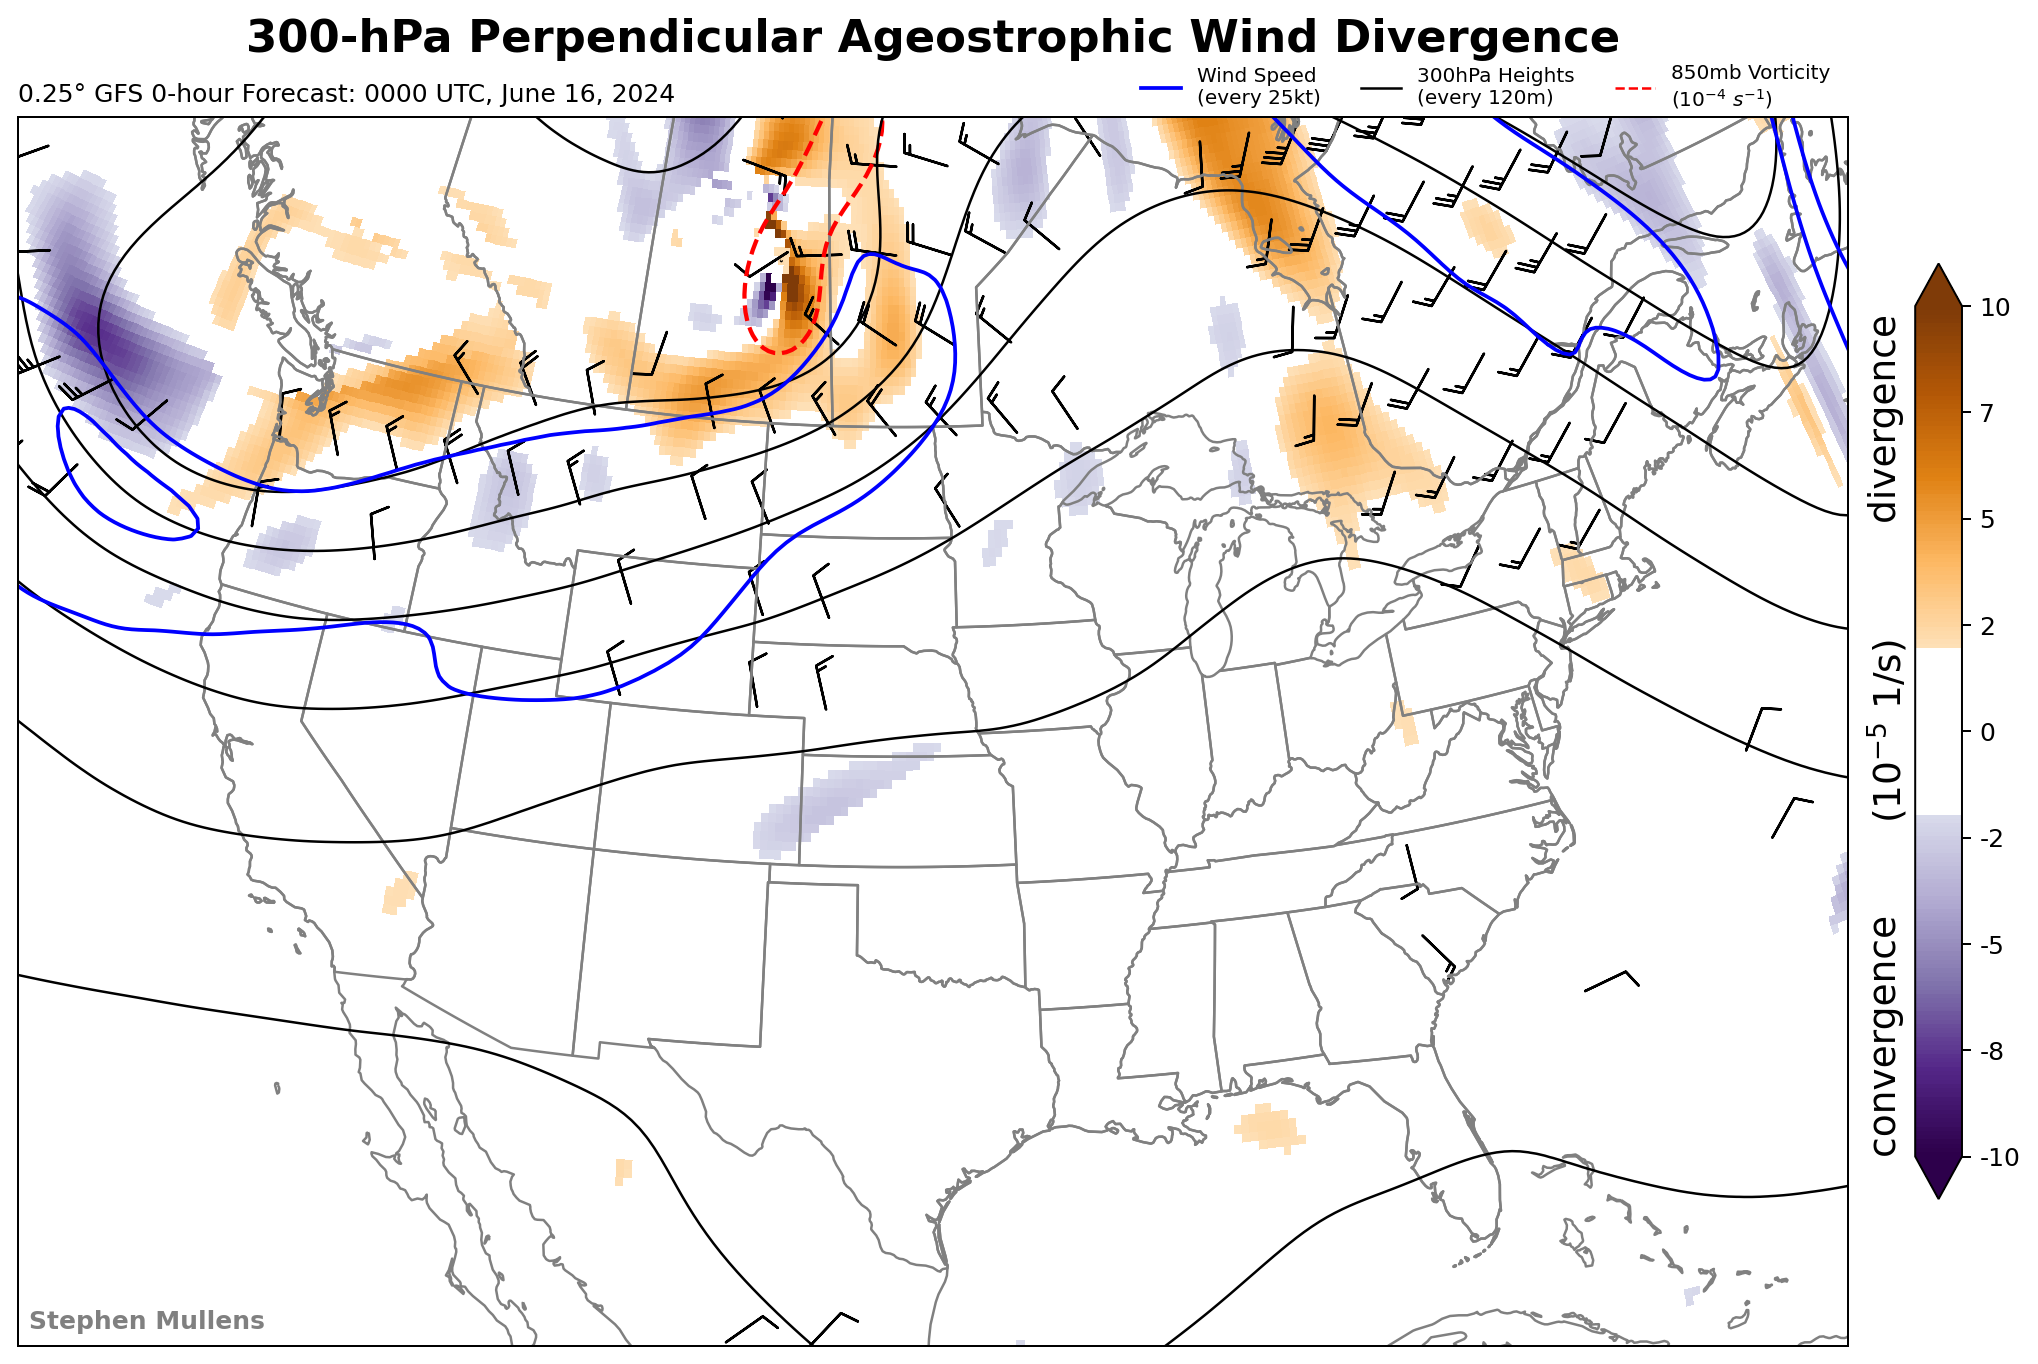 300-hPa Perpendicular Ageostrophic Wind Divergence
0.25° GFS 0-hour Forecast: 0000 UTC, June 16, 2024
Wind Speed
(every 25kt)
300hPa Heights
(every 120m)
850mb Vorticity
(10⁻⁴ s⁻¹)
10
7
5
2
0
-2
-5
-8
-10
convergence (10⁻⁵ 1/s) divergence
Stephen Mullens